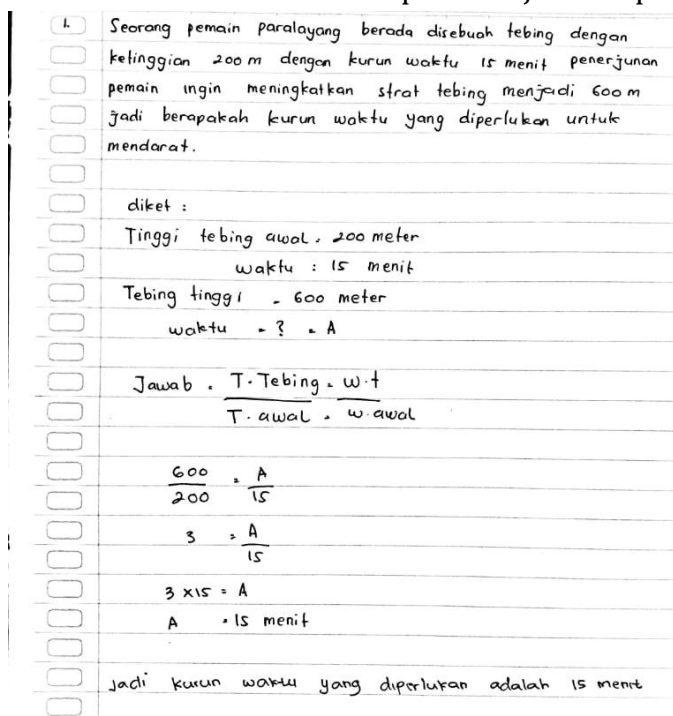 1. Seorang pemain paralayang berada disebuah tebing dengan
ketinggian 200 m dengan kurun waktu 15 menit penerjunan
pemain ingin meningkatkan strat tebing menjadi 600 m
jadi berapakah kurun waktu yang diperlukan untuk
mendarat.
diket :
Tinggi tebing awal : 200 meter
waktu : 15 menit
Tebing tinggi = 600 meter
waktu = ? = A
Jawab : T. Tebing = w.t
T. awal = w. awal
600 = A
200 15
3 = A
15
3 x 15 = A
A = 15 menit
Jadi kurun waktu yang diperlukan adalah 15 menit